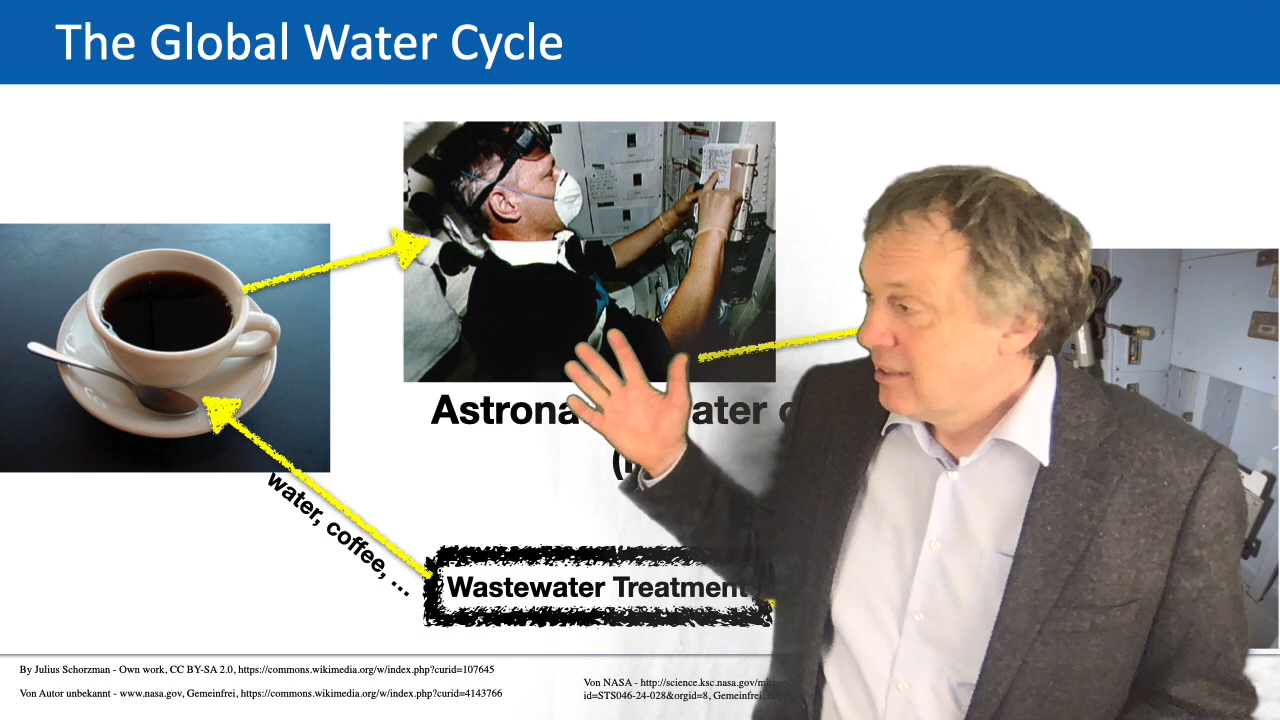 The Global Water Cycle
water, coffee, ...
Wastewater Treatment
By Julius Schorzman - Own work, CC BY-SA 2.0, https://commons.wikimedia.org/w/index.php?curid=107645
Von Autor unbekannt - www.nasa.gov, Gemeinfrei, https://commons.wikimedia.org/w/index.php?curid=4143766
Von NASA - http://science.ksc.nasa.gov/
id=STS046-24-028&orgid=8, Gemeinfrei,